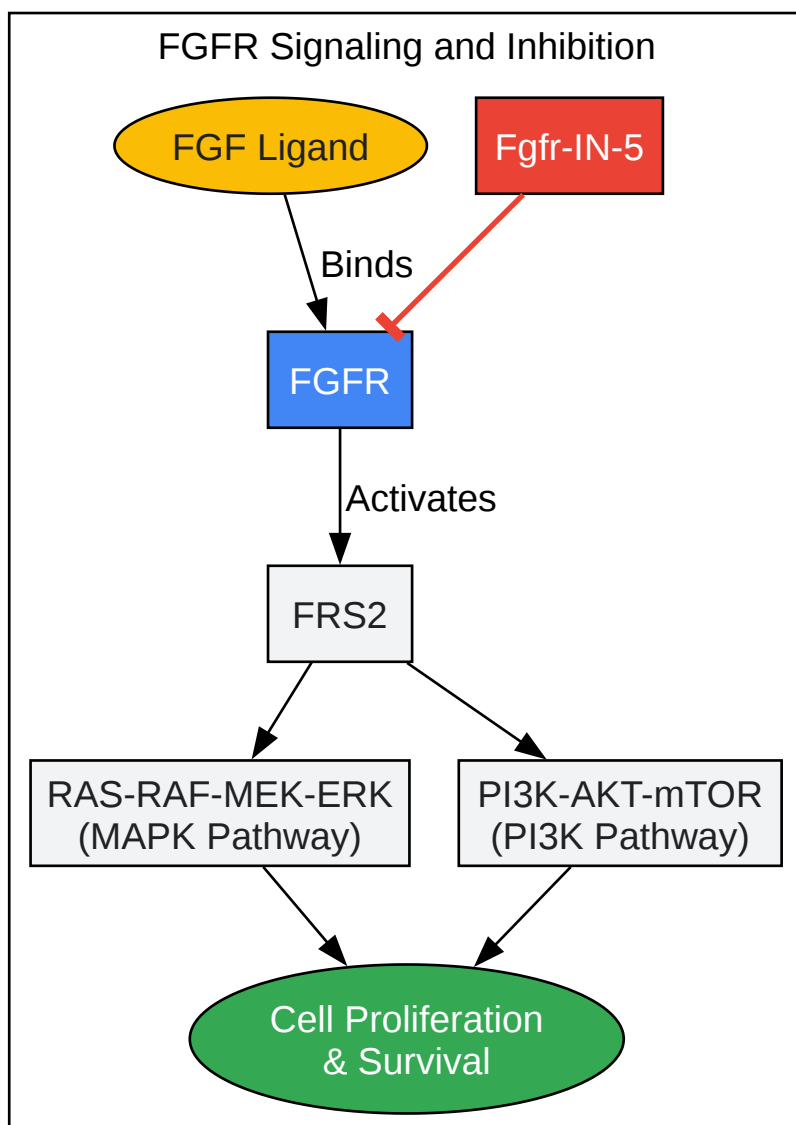 FGFR Signaling and Inhibition
FGF Ligand
Fgfr-IN-5
Binds
FGFR
Activates
FRS2
RAS-RAF-MEK-ERK
(MAPK Pathway)
PI3K-AKT-mTOR
(PI3K Pathway)
Cell Proliferation
& Survival